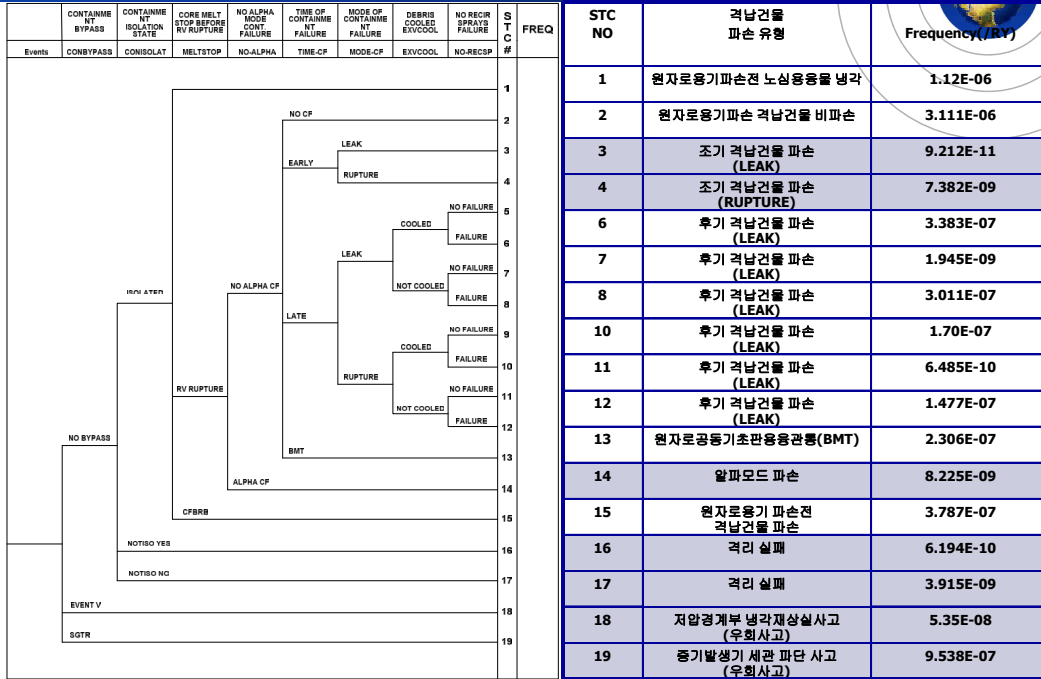 CONTAINME
NT
BYPASS
CONTAINME
NT
ISOLATION
STATE
CORE MELT
STOP BEFORE
RV RUPTURE
NO ALPHA
MODE
CONT.
FAILURE
TIME OF
CONTAINME
NT
FAILURE
MODE OF
CONTAINME
NT
FAILURE
DEBRIS
COOLED
EXVCOOL
NO RECIR
SPRAYS
FAILURE
S
T
C
#
FREQ
Events
CONBYPASS
CONISOLAT
MELTSTOP
NO-ALPHA
TIME-CF
MODE-CF
EXVCOOL
NO-RECSP
1
NO CF
2
LEAK
3
EARLY
RUPTURE
4
NO FAILURE
5
COOLED
FAILURE
6
LEAK
NO FAILURE
7
NOT COOLED
FAILURE
8
ISOLATED
NO ALPHA CF
LATE
NO FAILURE
9
COOLED
FAILURE
10
RUPTURE
NO FAILURE
11
RV RUPTURE
NOT COOLED
FAILURE
12
NO BYPASS
BMT
13
ALPHA CF
14
CFBRB
15
NOTISO YES
16
NOTISO NO
17
EVENT V
18
SGTR
19
STC
NO
격납건물
파손 유형
Frequency(/RY)
1
원자로용기파손전 노심용융물 냉각
1.12E-06
2
원자로용기파손 격납건물 비파손
3.111E-06
3
조기 격납건물 파손
(LEAK)
9.212E-11
4
조기 격납건물 파손
(RUPTURE)
7.382E-09
6
후기 격납건물 파손
(LEAK)
3.383E-07
7
후기 격납건물 파손
(LEAK)
1.945E-09
8
후기 격납건물 파손
(LEAK)
3.011E-07
10
후기 격납건물 파손
(LEAK)
1.70E-07
11
후기 격납건물 파손
(LEAK)
6.485E-10
12
후기 격납건물 파손
(LEAK)
1.477E-07
13
원자로공동기초판용융관통(BMT)
2.306E-07
14
알파모드 파손
8.225E-09
15
원자로용기 파손전
격납건물 파손
3.787E-07
16
격리 실패
6.194E-10
17
격리 실패
3.915E-09
18
저압경계부 냉각재상실사고
(우회사고)
5.35E-08
19
증기발생기 세관 파단 사고
(우회사고)
9.538E-07